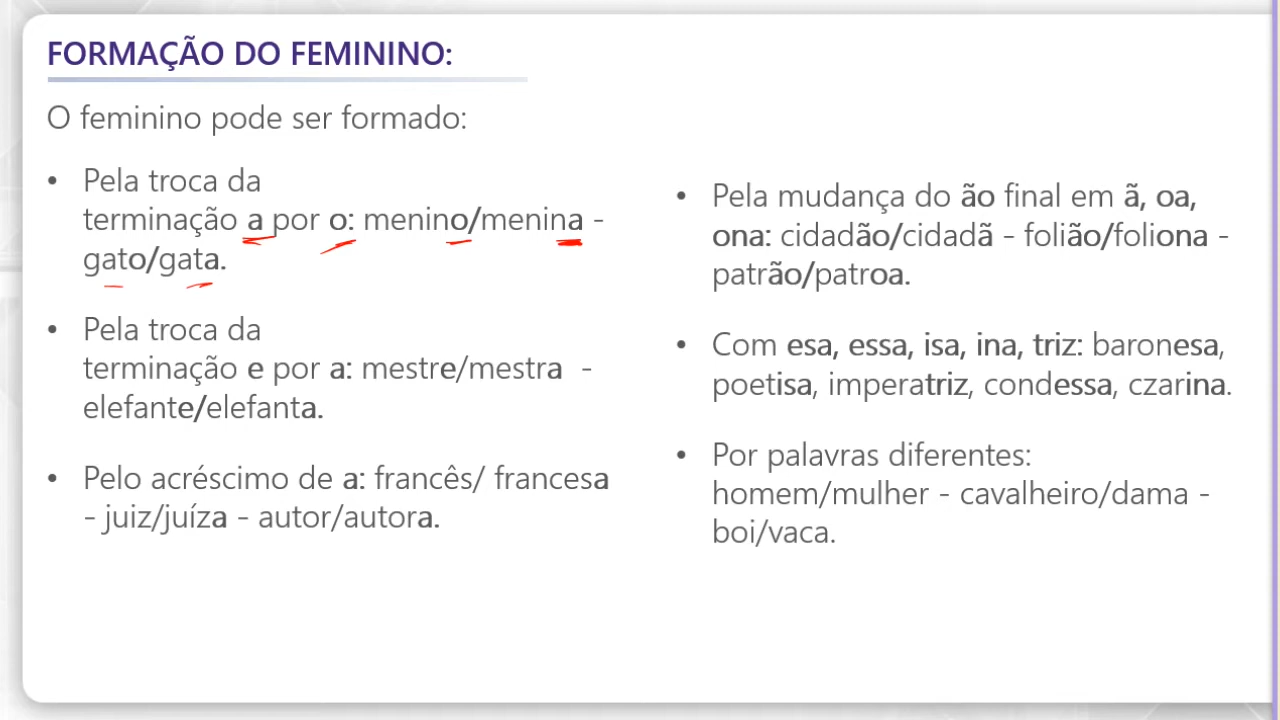 FORMAÇÃO DO FEMININO:
O feminino pode ser formado:
• Pela troca da
terminação a por o: menino/menina -
gato/gata.
• Pela troca da
terminação e por a: mestre/mestra -
elefante/elefanta.
• Pelo acréscimo de a: francês/ francesa
- juiz/juíza - autor/autora.
• Pela mudança do ão final em ã, oa,
ona: cidadão/cidadã - folião/foliona -
patrão/patroa.
• Com esa, essa, isa, ina, triz: baronesa,
poetisa, imperatriz, condessa, czarina.
• Por palavras diferentes:
homem/mulher - cavalheiro/dama -
boi/vaca.